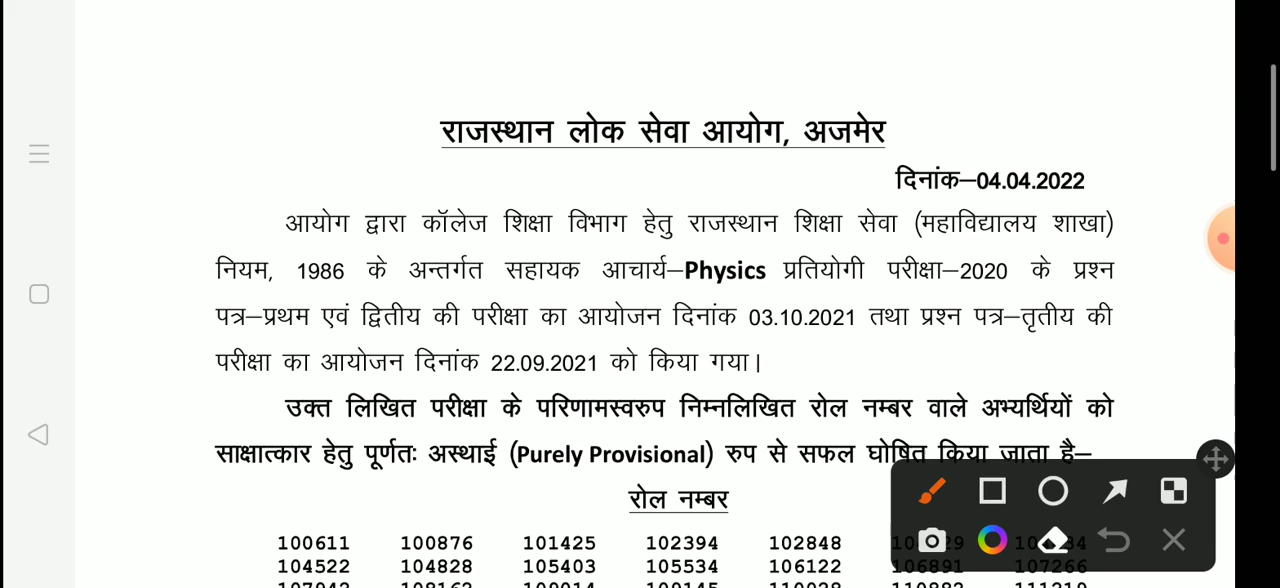 राजस्थान लोक सेवा आयोग, अजमेर
दिनांक–04.04.2022
आयोग द्वारा कॉलेज शिक्षा विभाग हेतु राजस्थान शिक्षा सेवा (महाविद्यालय शाखा)
नियम, 1986 के अन्तर्गत सहायक आचार्य–Physics प्रतियोगी परीक्षा–2020 के प्रश्न
पत्र–प्रथम एवं द्वितीय की परीक्षा का आयोजन दिनांक 03.10.2021 तथा प्रश्न पत्र–तृतीय की
परीक्षा का आयोजन दिनांक 22.09.2021 को किया गया।
उक्त लिखित परीक्षा के परिणामस्वरुप निम्नलिखित रोल नम्बर वाले अभ्यर्थियों को
साक्षात्कार हेतु पूर्णतः अस्थाई (Purely Provisional) रुप से सफल घोषित किया जाता है–
रोल नम्बर
100611 100876 101425 102394 102848
104522 104828 105403 105534 106122 106891 107266